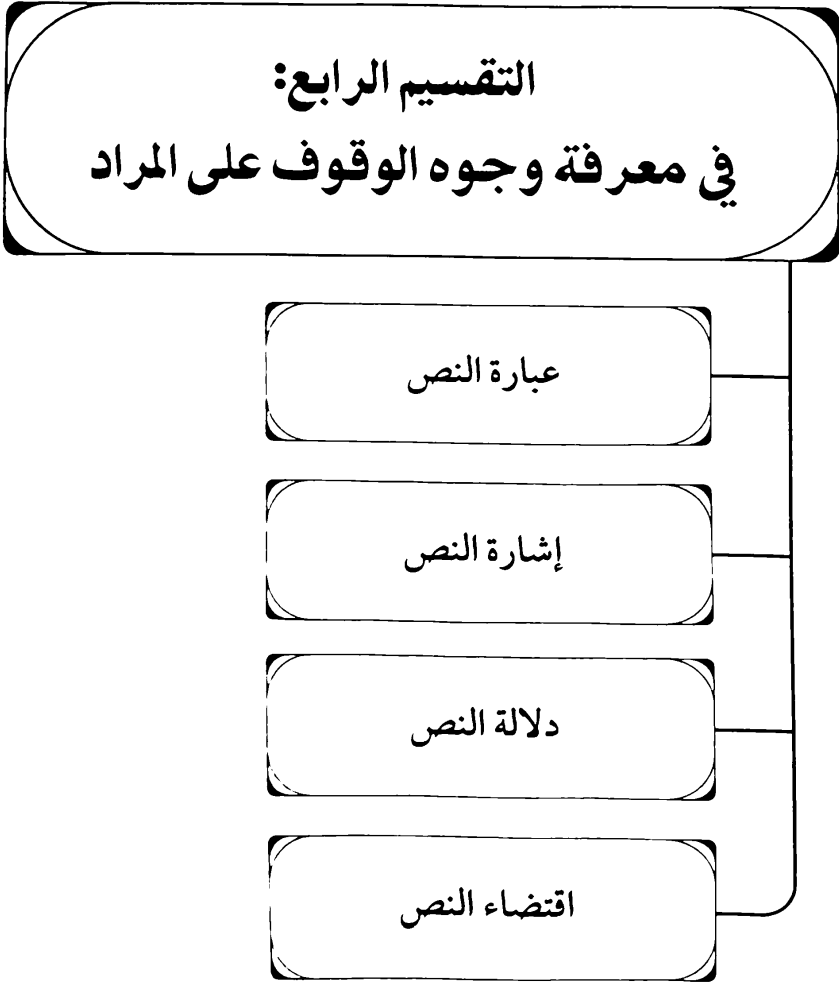 التقسيم الرابع:
في معرفة وجوه الوقوف على المراد
عبارة النص
إشارة النص
دلالة النص
اقتضاء النص